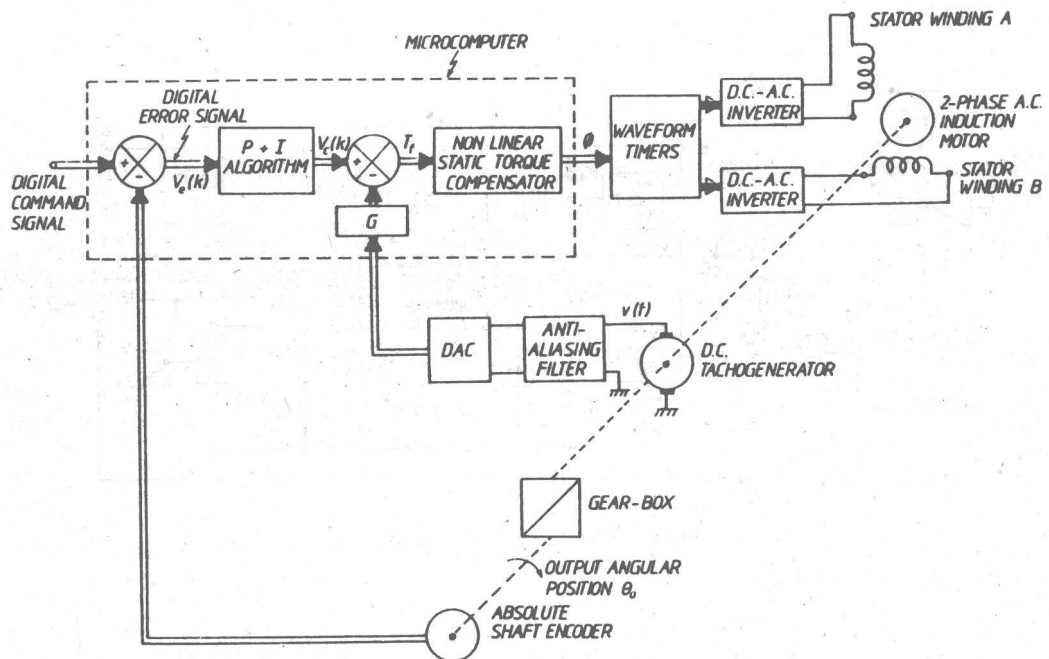 STATOR WINDING A
MICROCOMPUTER
DIGITAL
ERROR SIGNAL
D.C.-A.C.
INVERTER
2-PHASE A.C.
INDUCTION
MOTOR
+
-
P + I
ALGORITHM
Vc(k)
+
-
Tf
NON LINEAR
STATIC TORQUE
COMPENSATOR
Ø
WAVEFORM
TIMERS
DIGITAL
COMMAND
SIGNAL
Ve(k)
D.C.-A.C.
INVERTER
STATOR
WINDING B
G
DAC
ANTI-
ALIASING
FILTER
v(t)
D.C.
TACHOGENERATOR
GEAR-BOX
OUTPUT ANGULAR
POSITION θo
ABSOLUTE
SHAFT ENCODER